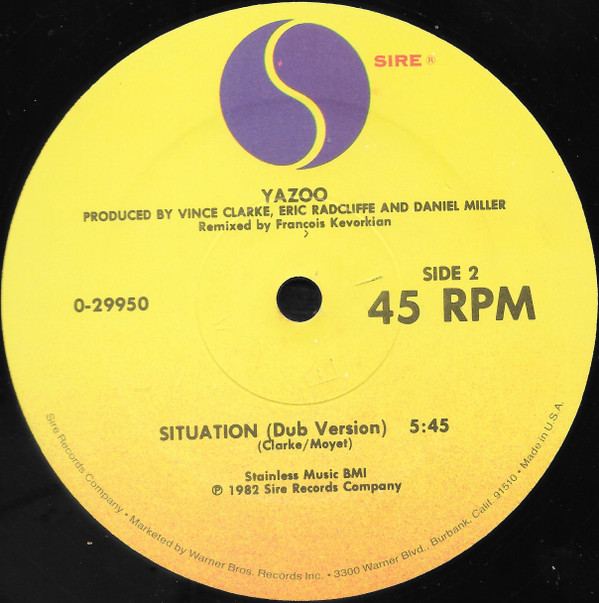 SIRE ®
YAZOO
PRODUCED BY VINCE CLARKE, ERIC RADCLIFFE AND DANIEL MILLER
Remixed by François Kevorkian
SIDE 2
0-29950
45 RPM
SITUATION (Dub Version) 5:45
(Clarke/Moyet)
Stainless Music BMI
℗ 1982 Sire Records Company
Sire Records Company • Marketed by Warner Bros. Records Inc. • 3300 Warner Blvd., Burbank, Calif. 91510 • Made in U.S.A.